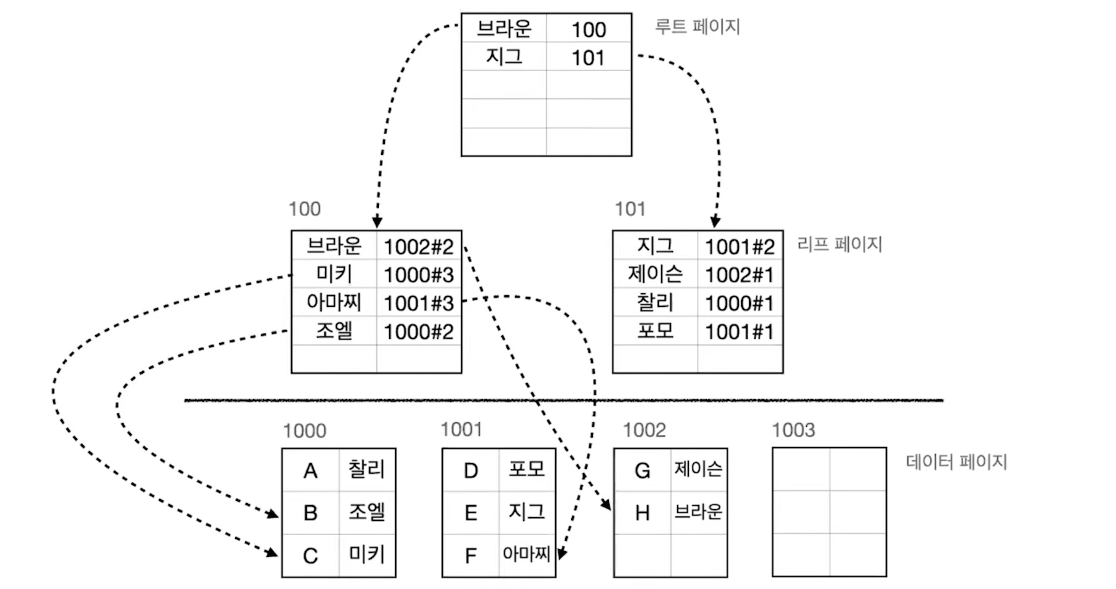 브라운 100
지그 101
루트 페이지
100
브라운 1002#2
미키 1000#3
아마찌 1001#3
조엘 1000#2
101
지그 1001#2
제이슨 1002#1
찰리 1000#1
포모 1001#1
리프 페이지
1000
A 찰리
B 조엘
C 미키
1001
D 포모
E 지그
F 아마찌
1002
G 제이슨
H 브라운
1003
데이터 페이지